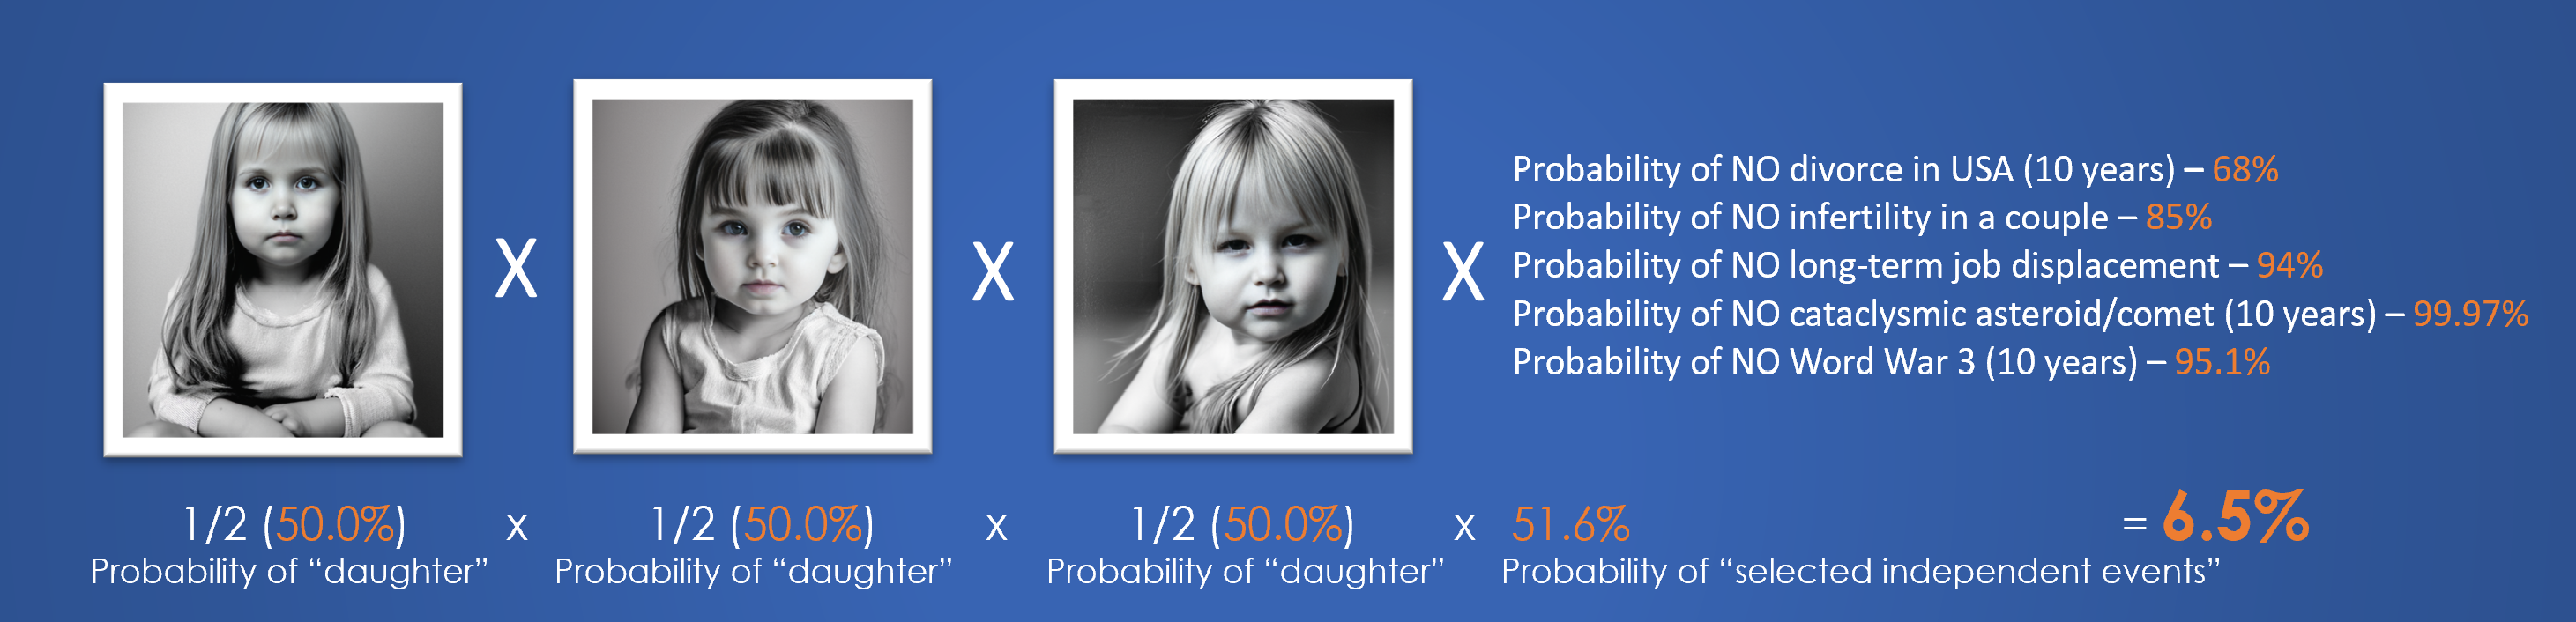 X
X
X
Probability of NO divorce in USA (10 years) – 68%
Probability of NO infertility in a couple – 85%
Probability of NO long-term job displacement – 94%
Probability of NO cataclysmic asteroid/comet (10 years) – 99.97%
Probability of NO Word War 3 (10 years) – 95.1%
1/2 (50.0%) x 1/2 (50.0%) x 1/2 (50.0%) x 51.6% = 6.5%
Probability of “daughter” Probability of “daughter” Probability of “daughter” Probability of “selected independent events”